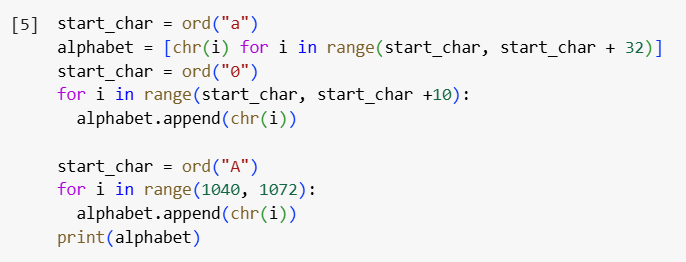 [5] start_char = ord("a")
alphabet = [chr(i) for i in range(start_char, start_char + 32)]
start_char = ord("0")
for i in range(start_char, start_char +10):
  alphabet.append(chr(i))

start_char = ord("A")
for i in range(1040, 1072):
  alphabet.append(chr(i))
print(alphabet)